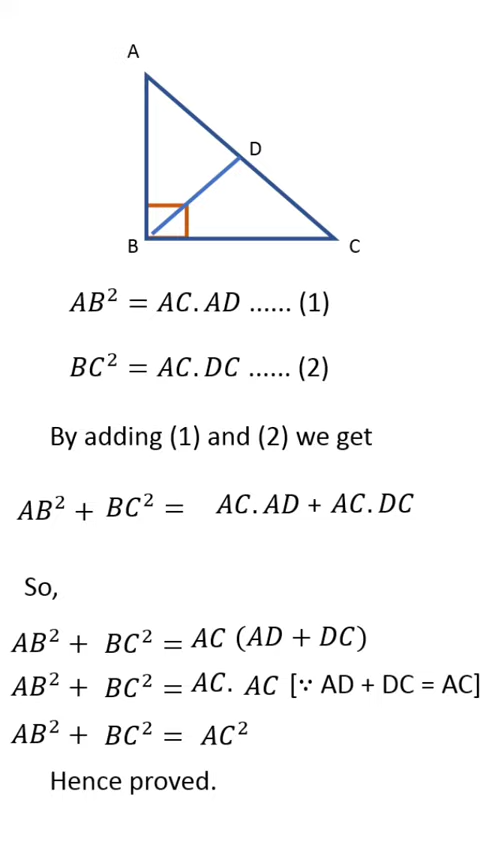 A
D
B
C
AB² = AC. AD ...... (1)
BC² = AC. DC ...... (2)
By adding (1) and (2) we get
AB² + BC² = AC. AD + AC. DC
So,
AB² + BC² = AC (AD + DC)
AB² + BC² = AC. AC [∵ AD + DC = AC]
AB² + BC² = AC²
Hence proved.